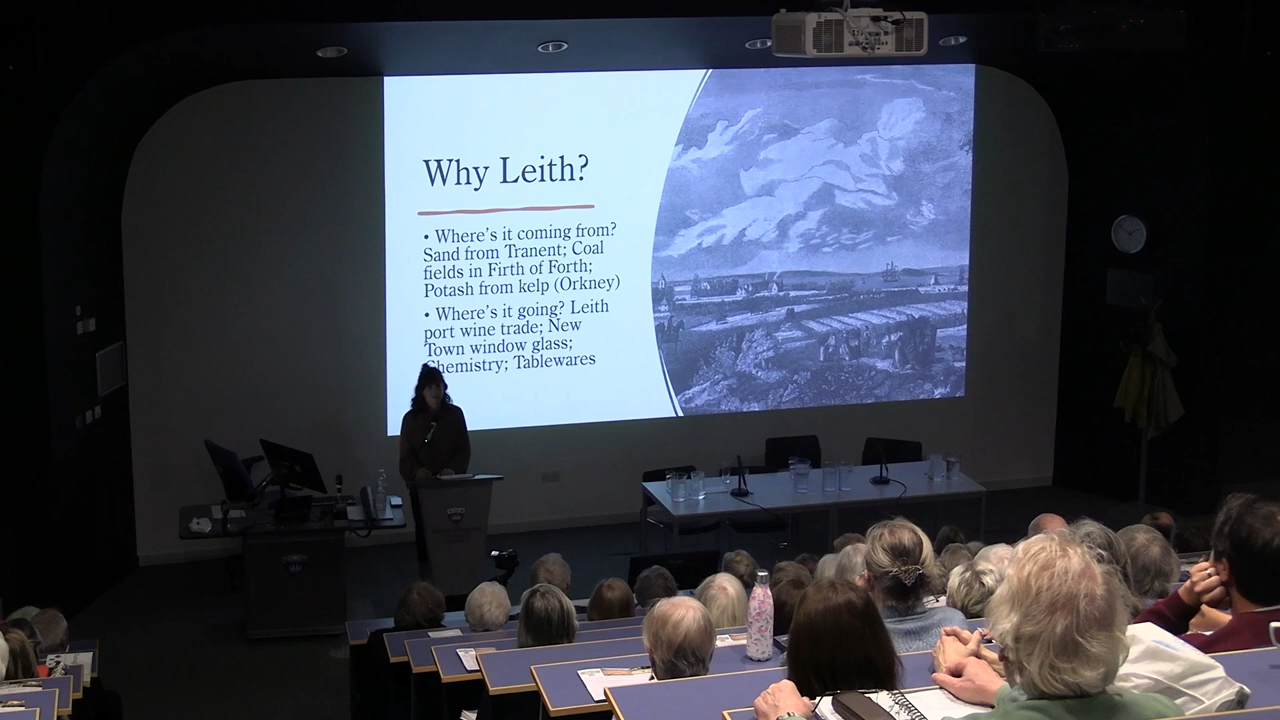 Why Leith?
• Where's it coming from?
Sand from Tranent; Coal
fields in Firth of Forth;
Potash from kelp (Orkney)
• Where's it going? Leith
port wine trade; New
Town window glass;
Chemistry; Tablewares